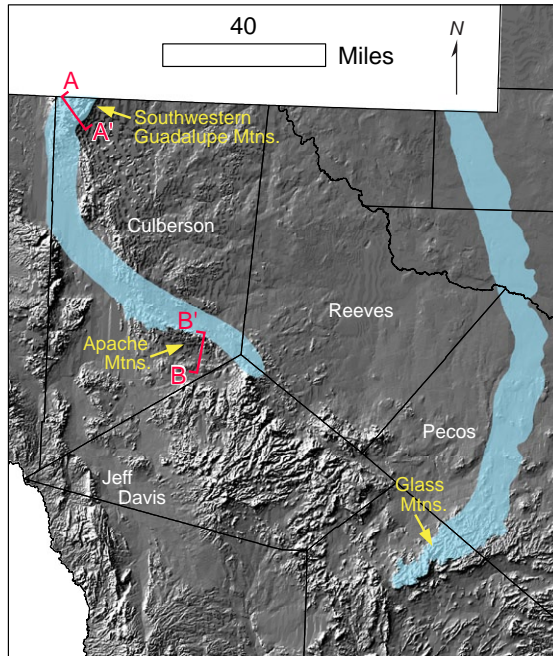 40
Miles
N
A
Southwestern
Guadalupe Mtns.
A'
Culberson
B'
Reeves
Apache
Mtns.
B
Pecos
Jeff
Davis
Glass
Mtns.